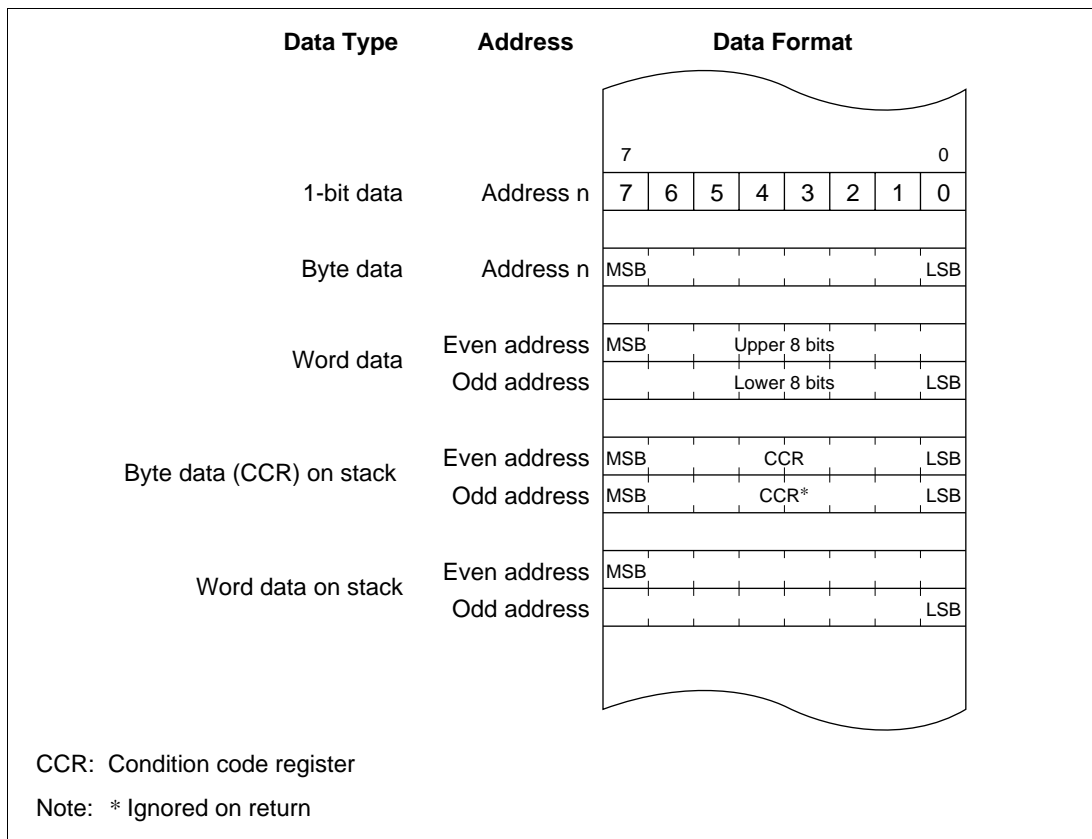 Data Type Address Data Format
7 0
1-bit data Address n 7 6 5 4 3 2 1 0
Byte data Address n MSB LSB
Word data
Even address MSB Upper 8 bits
Odd address Lower 8 bits LSB
Byte data (CCR) on stack
Even address MSB CCR LSB
Odd address MSB CCR* LSB
Word data on stack
Even address MSB
Odd address LSB
CCR: Condition code register
Note: * Ignored on return